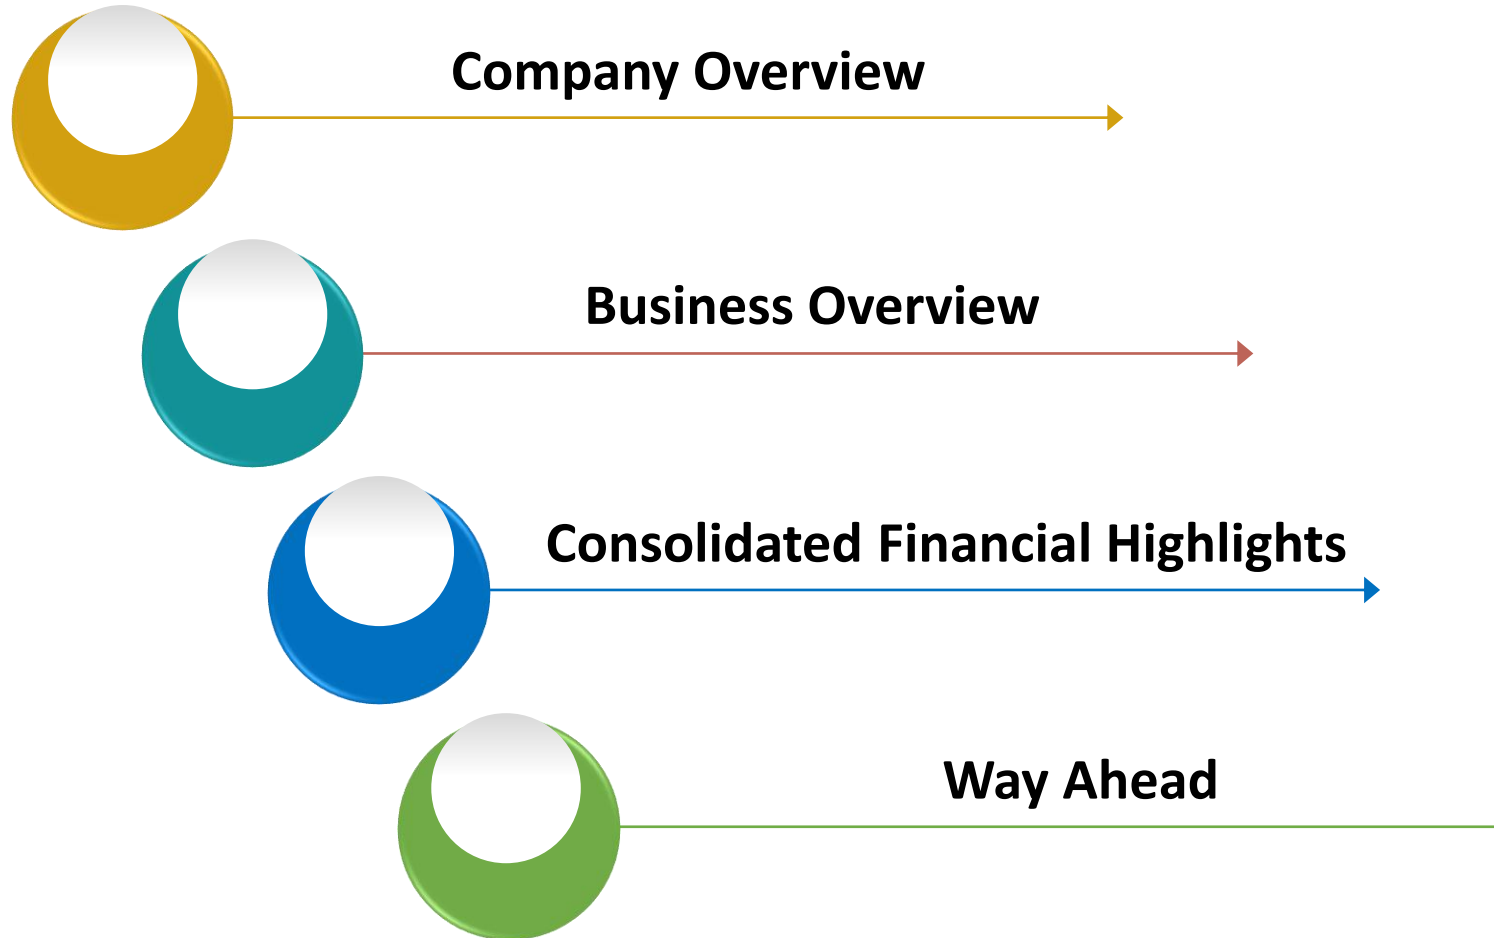 Company Overview
Business Overview
Consolidated Financial Highlights
Way Ahead